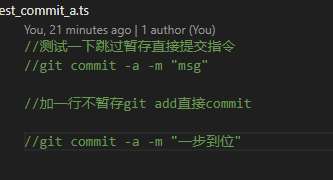 est_commit_a.ts
You, 21 minutes ago | 1 author (You)
//测试一下跳过暂存直接提交指令
//git commit -a -m "msg"
//加一行不暂存git add直接commit
//git commit -a -m "一步到位"